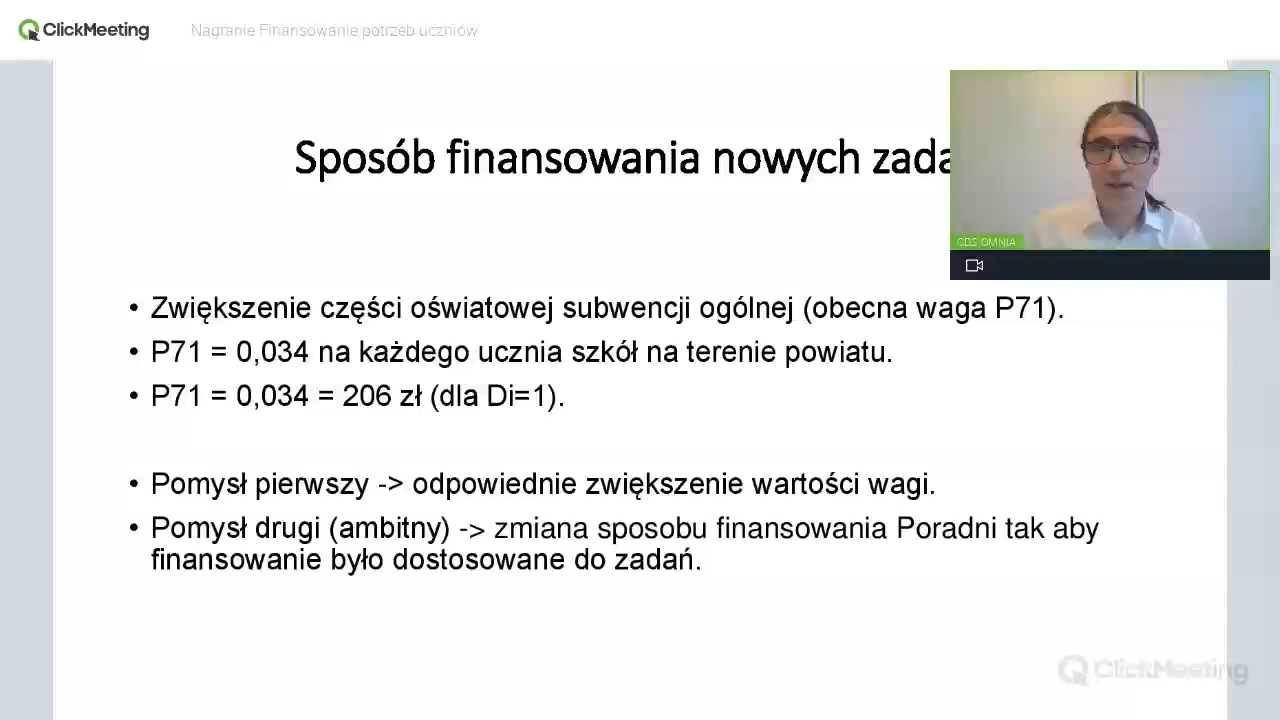 ClickMeeting
Nagranie Finansowanie potrzeb uczniów
Sposób finansowania nowych zada
CDS OMNIA
• Zwiększenie części oświatowej subwencji ogólnej (obecna waga P71).
• P71 = 0,034 na każdego ucznia szkół na terenie powiatu.
• P71 = 0,034 = 206 zł (dla Di=1).
• Pomysł pierwszy -> odpowiednie zwiększenie wartości wagi.
• Pomysł drugi (ambitny) -> zmiana sposobu finansowania Poradni tak aby
finansowanie było dostosowane do zadań.
ClickMeeting